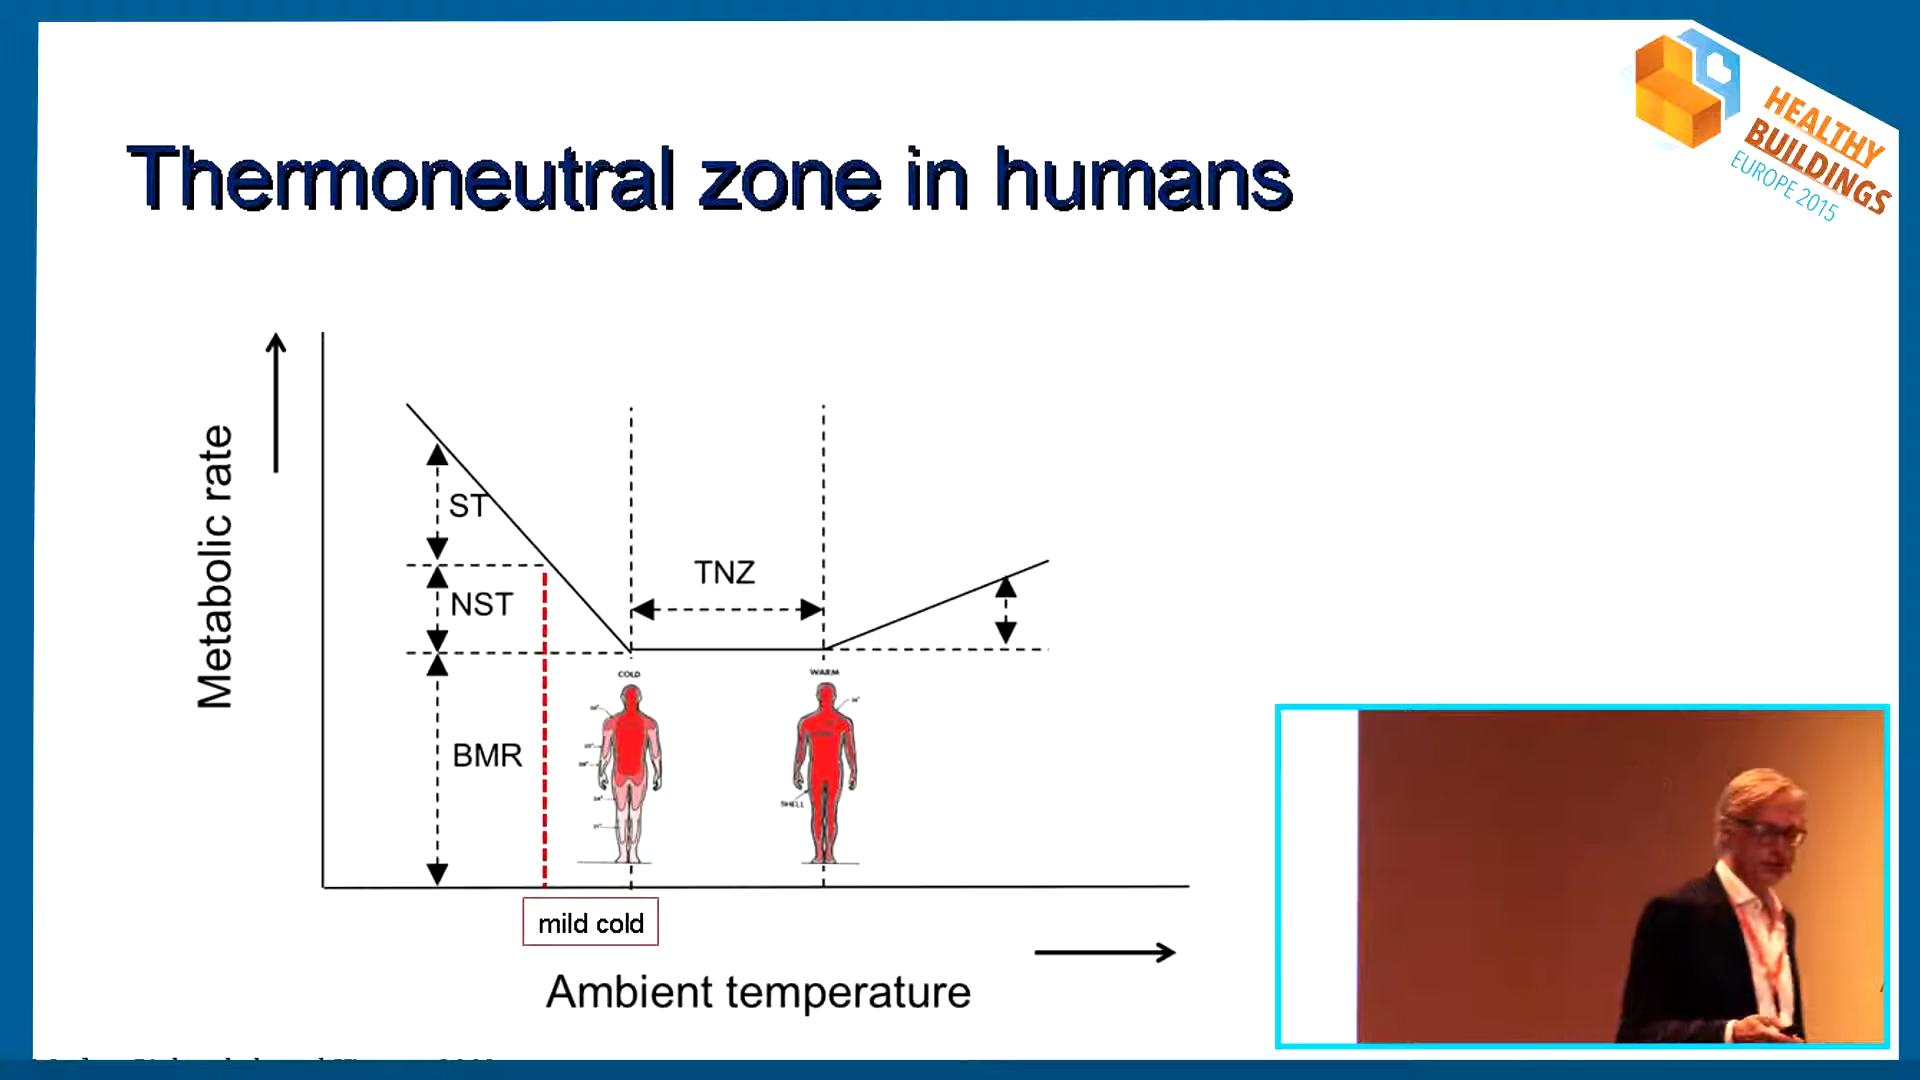 Thermoneutral zone in humans
HEALTHY
BUILDINGS
EUROPE 2015
Metabolic rate
ST
NST
BMR
TNZ
COLD
WARM
SHELL
mild cold
Ambient temperature